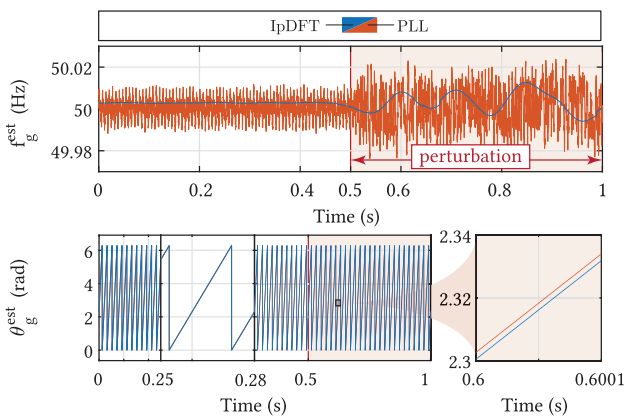 IpDFT PLL
f_g^est (Hz)
50.02
50
49.98
perturbation
0 0.2 0.4 0.5 0.6 0.8 1
Time (s)
θ_g^est (rad)
6
4
2
0
0 0.25 0.28 0.5 1
Time (s)
2.34
2.32
2.3
0.6 0.6001
Time (s)